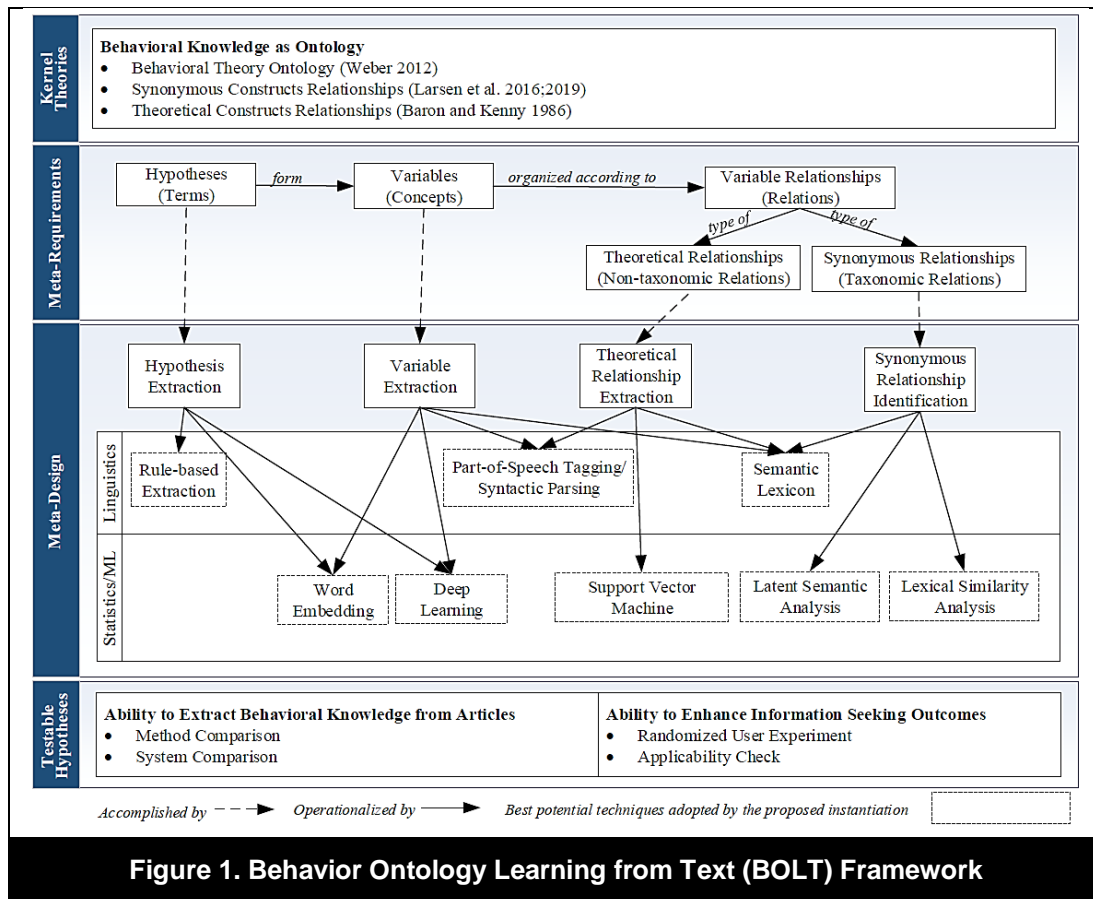 Kernel
Theories
Behavioral Knowledge as Ontology
• Behavioral Theory Ontology (Weber 2012)
• Synonymous Constructs Relationships (Larsen et al. 2016;2019)
• Theoretical Constructs Relationships (Baron and Kenny 1986)
Meta-Requirements
Hypotheses
(Terms)
form
Variables
(Concepts)
organized according to
Variable Relationships
(Relations)
type of
type of
Theoretical Relationships
(Non-taxonomic Relations)
Synonymous Relationships
(Taxonomic Relations)
Meta-Design
Hypothesis
Extraction
Variable
Extraction
Theoretical
Relationship
Extraction
Synonymous
Relationship
Identification
Linguistics
Rule-based
Extraction
Part-of-Speech Tagging/
Syntactic Parsing
Semantic
Lexicon
Statistics/ML
Word
Embedding
Deep
Learning
Support Vector
Machine
Latent Semantic
Analysis
Lexical Similarity
Analysis
Testable
Hypotheses
Ability to Extract Behavioral Knowledge from Articles
• Method Comparison
• System Comparison
Ability to Enhance Information Seeking Outcomes
• Randomized User Experiment
• Applicability Check
Accomplished by
Operationalized by
Best potential techniques adopted by the proposed instantiation
Figure 1. Behavior Ontology Learning from Text (BOLT) Framework